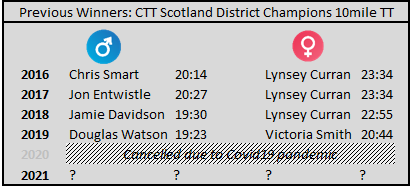 Previous Winners: CTT Scotland District Champions 10mile TT
2016 Chris Smart 20:14 Lynsey Curran 23:34
2017 Jon Entwistle 20:27 Lynsey Curran 23:34
2018 Jamie Davidson 19:30 Lynsey Curran 22:55
2019 Douglas Watson 19:23 Victoria Smith 20:44
2020 Cancelled due to Covid19 pandemic
2021 ? ? ? ?